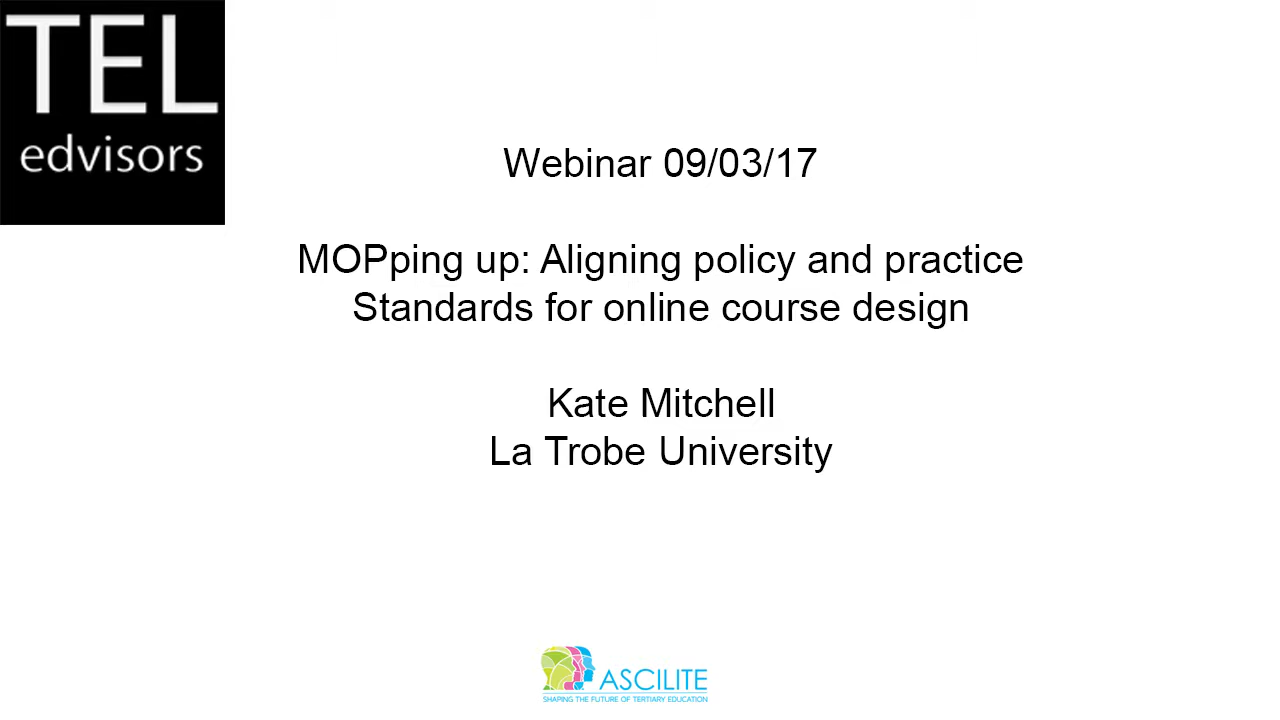 TEL
edvisors
Webinar 09/03/17
MOPping up: Aligning policy and practice
Standards for online course design
Kate Mitchell
La Trobe University
ASCILITE
SHAPING THE FUTURE OF TERTIARY EDUCATION